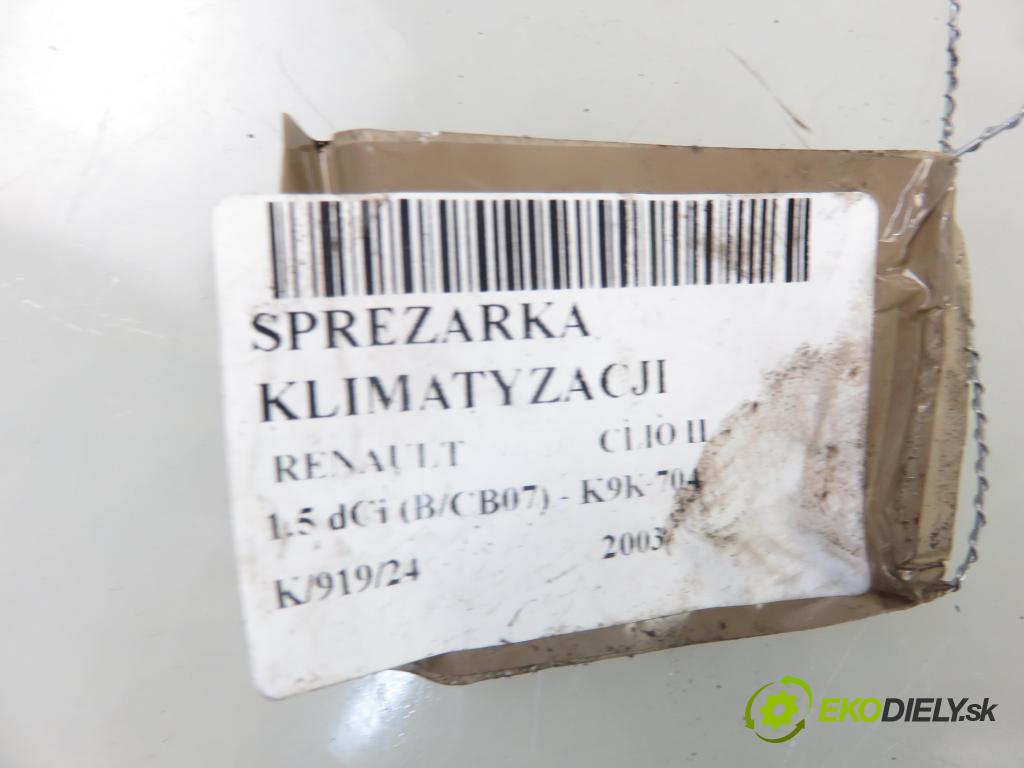 SPREZARKA
KLIMATYZACJI
RENAULT CLIO II
1.5 dCi (B/CB07) - K9K-704
K/919/24 2003
EKODIELY.sk